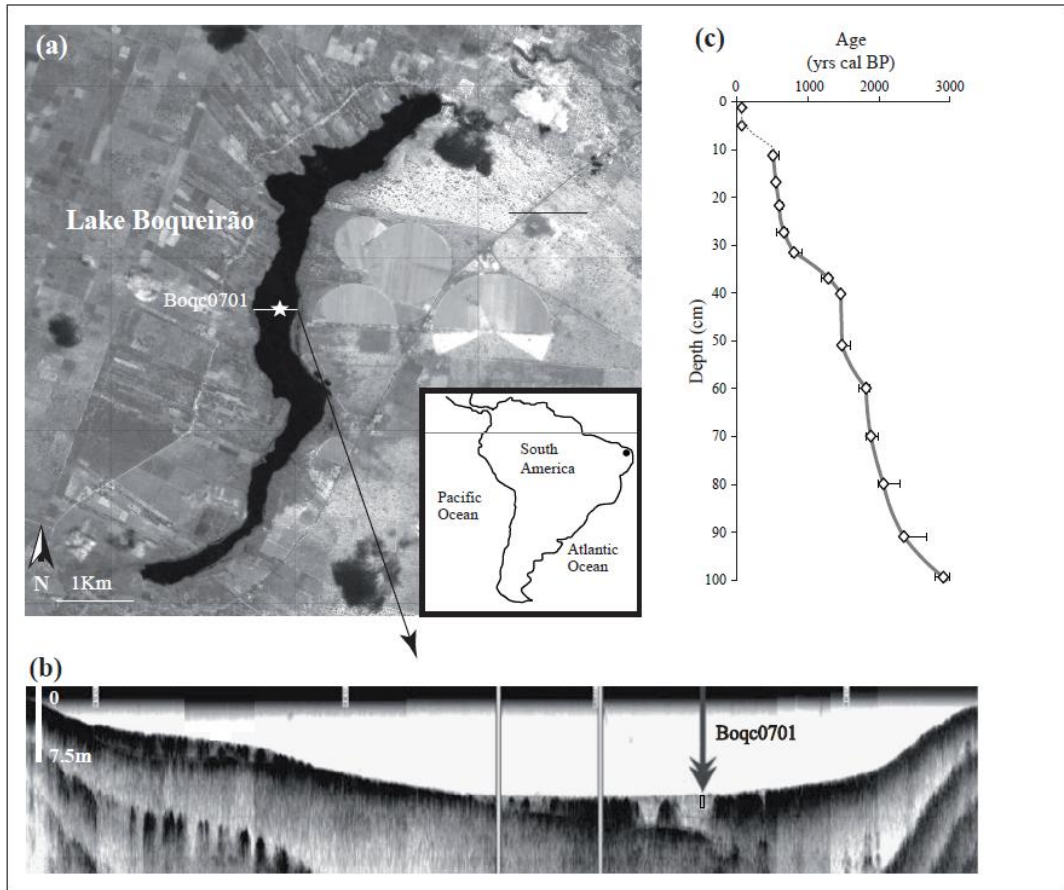 (a)
Lake Boqueirão
Boqc0701
N
1Km
South
America
Pacific
Ocean
Atlantic
Ocean
(c)
Age
(yrs cal BP)
0 1000 2000 3000
Depth (cm)
0
10
20
30
40
50
60
70
80
90
100
(b)
0
7.5m
Boqc0701